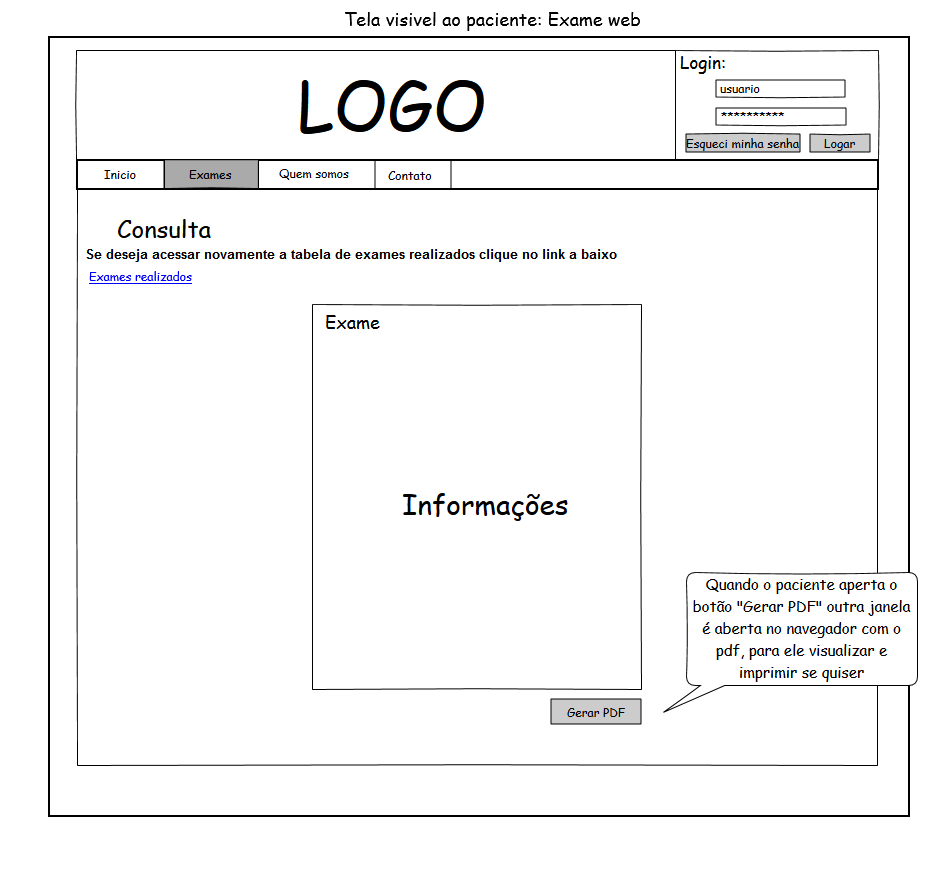 Tela visivel ao paciente: Exame web
LOGO
Login:
usuario
**********
Esqueci minha senha
Logar
Inicio
Exames
Quem somos
Contato
Consulta
Se deseja acessar novamente a tabela de exames realizados clique no link a baixo
Exames realizados
Exame
Informações
Quando o paciente aperta o
botão "Gerar PDF" outra janela
é aberta no navegador com o
pdf, para ele visualizar e
imprimir se quiser
Gerar PDF